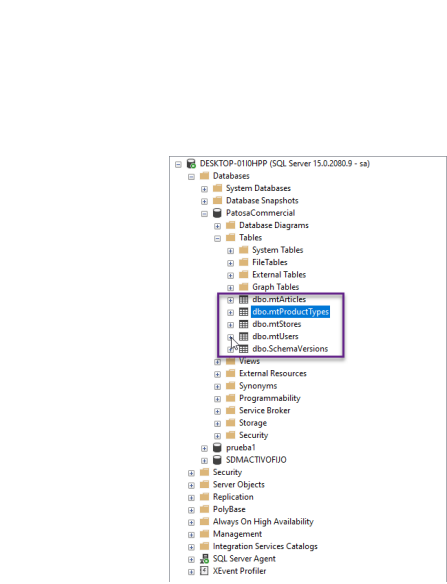 DESKTOP-01I0HPP (SQL Server 15.0.2080.9 - sa)
Databases
System Databases
Database Snapshots
PatosaCommercial
Database Diagrams
Tables
System Tables
FileTables
External Tables
Graph Tables
dbo.mtArticles
dbo.mtProductTypes
dbo.mtStores
dbo.mtUsers
dbo.SchemaVersions
Views
External Resources
Synonyms
Programmability
Service Broker
Storage
Security
prueba1
SDMACTIVOFIJO
Security
Server Objects
Replication
PolyBase
Always On High Availability
Management
Integration Services Catalogs
SQL Server Agent
XEvent Profiler